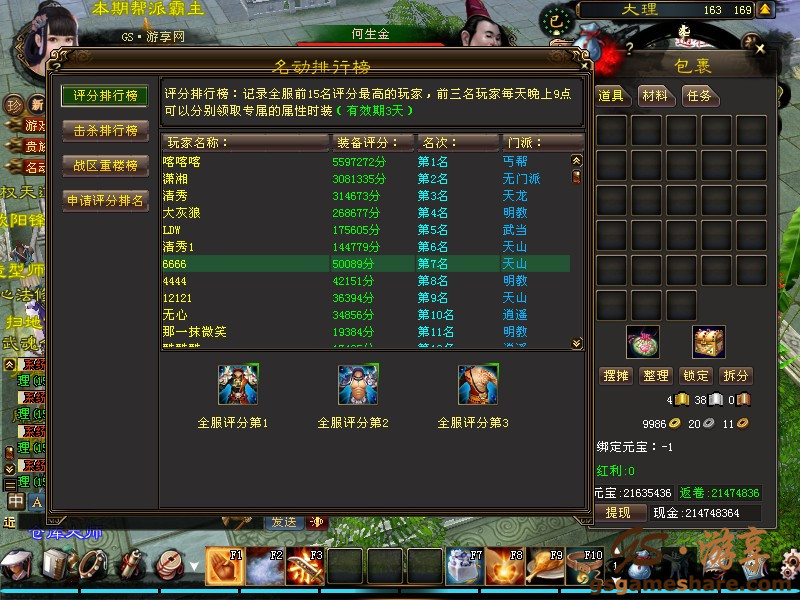 本期帮派霸主
GS·游享网
何生金
大理 163 169
名动排行榜
包裹
评分排行榜
击杀排行榜
战区重楼榜
申请评分排名
评分排行榜：记录全服前15名评分最高的玩家，前三名玩家每天晚上9点
可以分别领取专属的属性时装（有效期3天）
玩家名称： 装备评分： 名次： 门派：
喀喀喀 5597272分 第1名 丐帮
潇湘 3081335分 第2名 无门派
清秀 314673分 第3名 天龙
大灰狼 268677分 第4名 明教
LDW 175605分 第5名 武当
清秀1 144779分 第6名 天山
6666 50089分 第7名 天山
4444 42151分 第8名 明教
12121 36394分 第9名 天山
无心 34856分 第10名 逍遥
那一抹微笑 19384分 第11名 明教
全服评分第1 全服评分第2 全服评分第3
道具 材料 任务
摆摊 整理 锁定 拆分
4 38 0
9986 20 11
绑定元宝：-1
红利:0
元宝:21635436 返卷:21474836
提现 现金:214748364
珍 新
中
A
近
发送
仓库大师
F1 F2 F3 F7 F8 F9 F10
GS·游享
gsgameshare.com